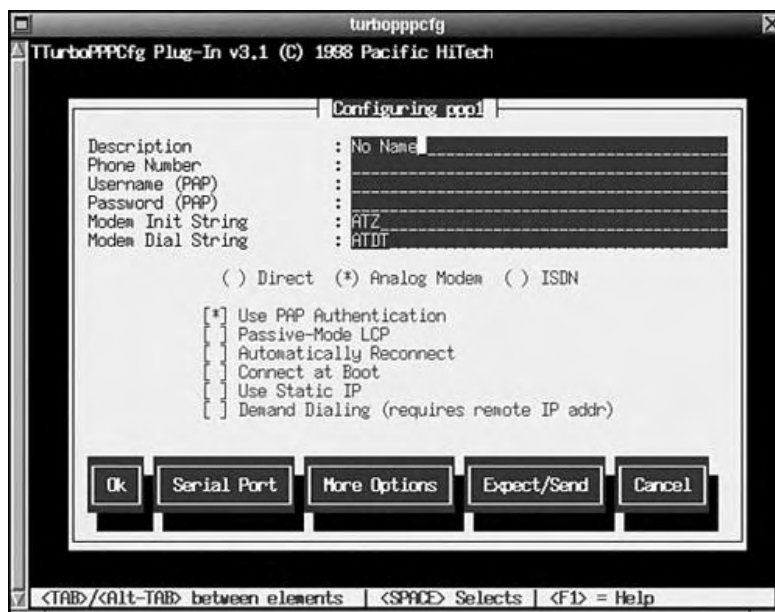 turbopppcfg
TTurboPPPCfg Plug-In v3.1 (C) 1998 Pacific HiTech
Configuring ppp1
Description : No Name
Phone Number :
Username (PAP) :
Password (PAP) :
Modem Init String : ATZ
Modem Dial String : ATDT
( ) Direct (*) Analog Modem ( ) ISDN
[*] Use PAP Authentication
[ ] Passive-Mode LCP
[ ] Automatically Reconnect
[ ] Connect at Boot
[ ] Use Static IP
[ ] Demand Dialing (requires remote IP addr)
Ok Serial Port More Options Expect/Send Cancel
<TAB>/<Alt-TAB> between elements | <SPACE> Selects | <F1> = Help